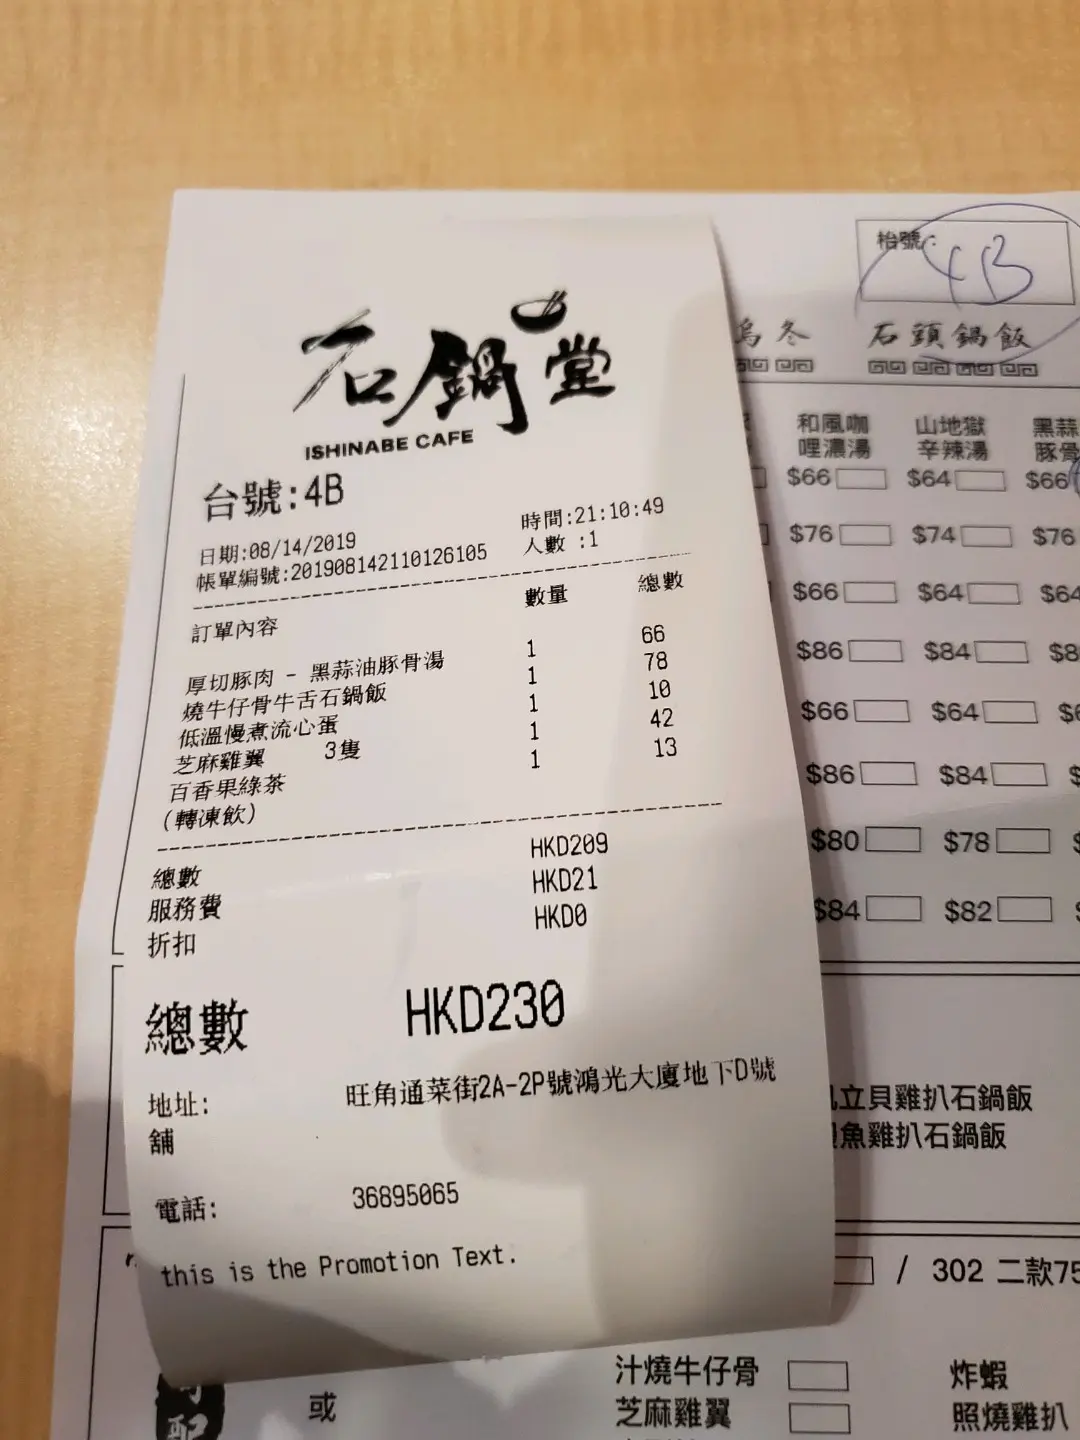 石鍋堂
ISHINABE CAFE
台號:4B
日期:08/14/2019 時間:21:10:49
帳單編號:201908142110126105 人數 :1
訂單內容 數量 總數
厚切豚肉 - 黑蒜油豚骨湯 1 66
燒牛仔骨牛舌石鍋飯 1 78
低溫慢煮流心蛋 1 10
芝麻雞翼 3隻 1 42
百香果綠茶 1 13
(轉凍飲)
總數 HKD209
服務費 HKD21
折扣 HKD0
總數 HKD230
地址: 旺角通菜街2A-2P號鴻光大廈地下D號
舖
電話: 36895065
this is the Promotion Text.
枱號: 4B
烏冬 石頭鍋飯
和風咖 山地獄 黑蒜
哩濃湯 辛辣湯 豚骨
$66 $64 $66
$76 $74 $76
$66 $64 $64
$86 $84 $8
$66 $64
$86 $84 $
$80 $78 $
$84 $82
立貝雞扒石鍋飯
魚雞扒石鍋飯
/ 302 二款75
汁燒牛仔骨 炸蝦
或 芝麻雞翼 照燒雞扒
配